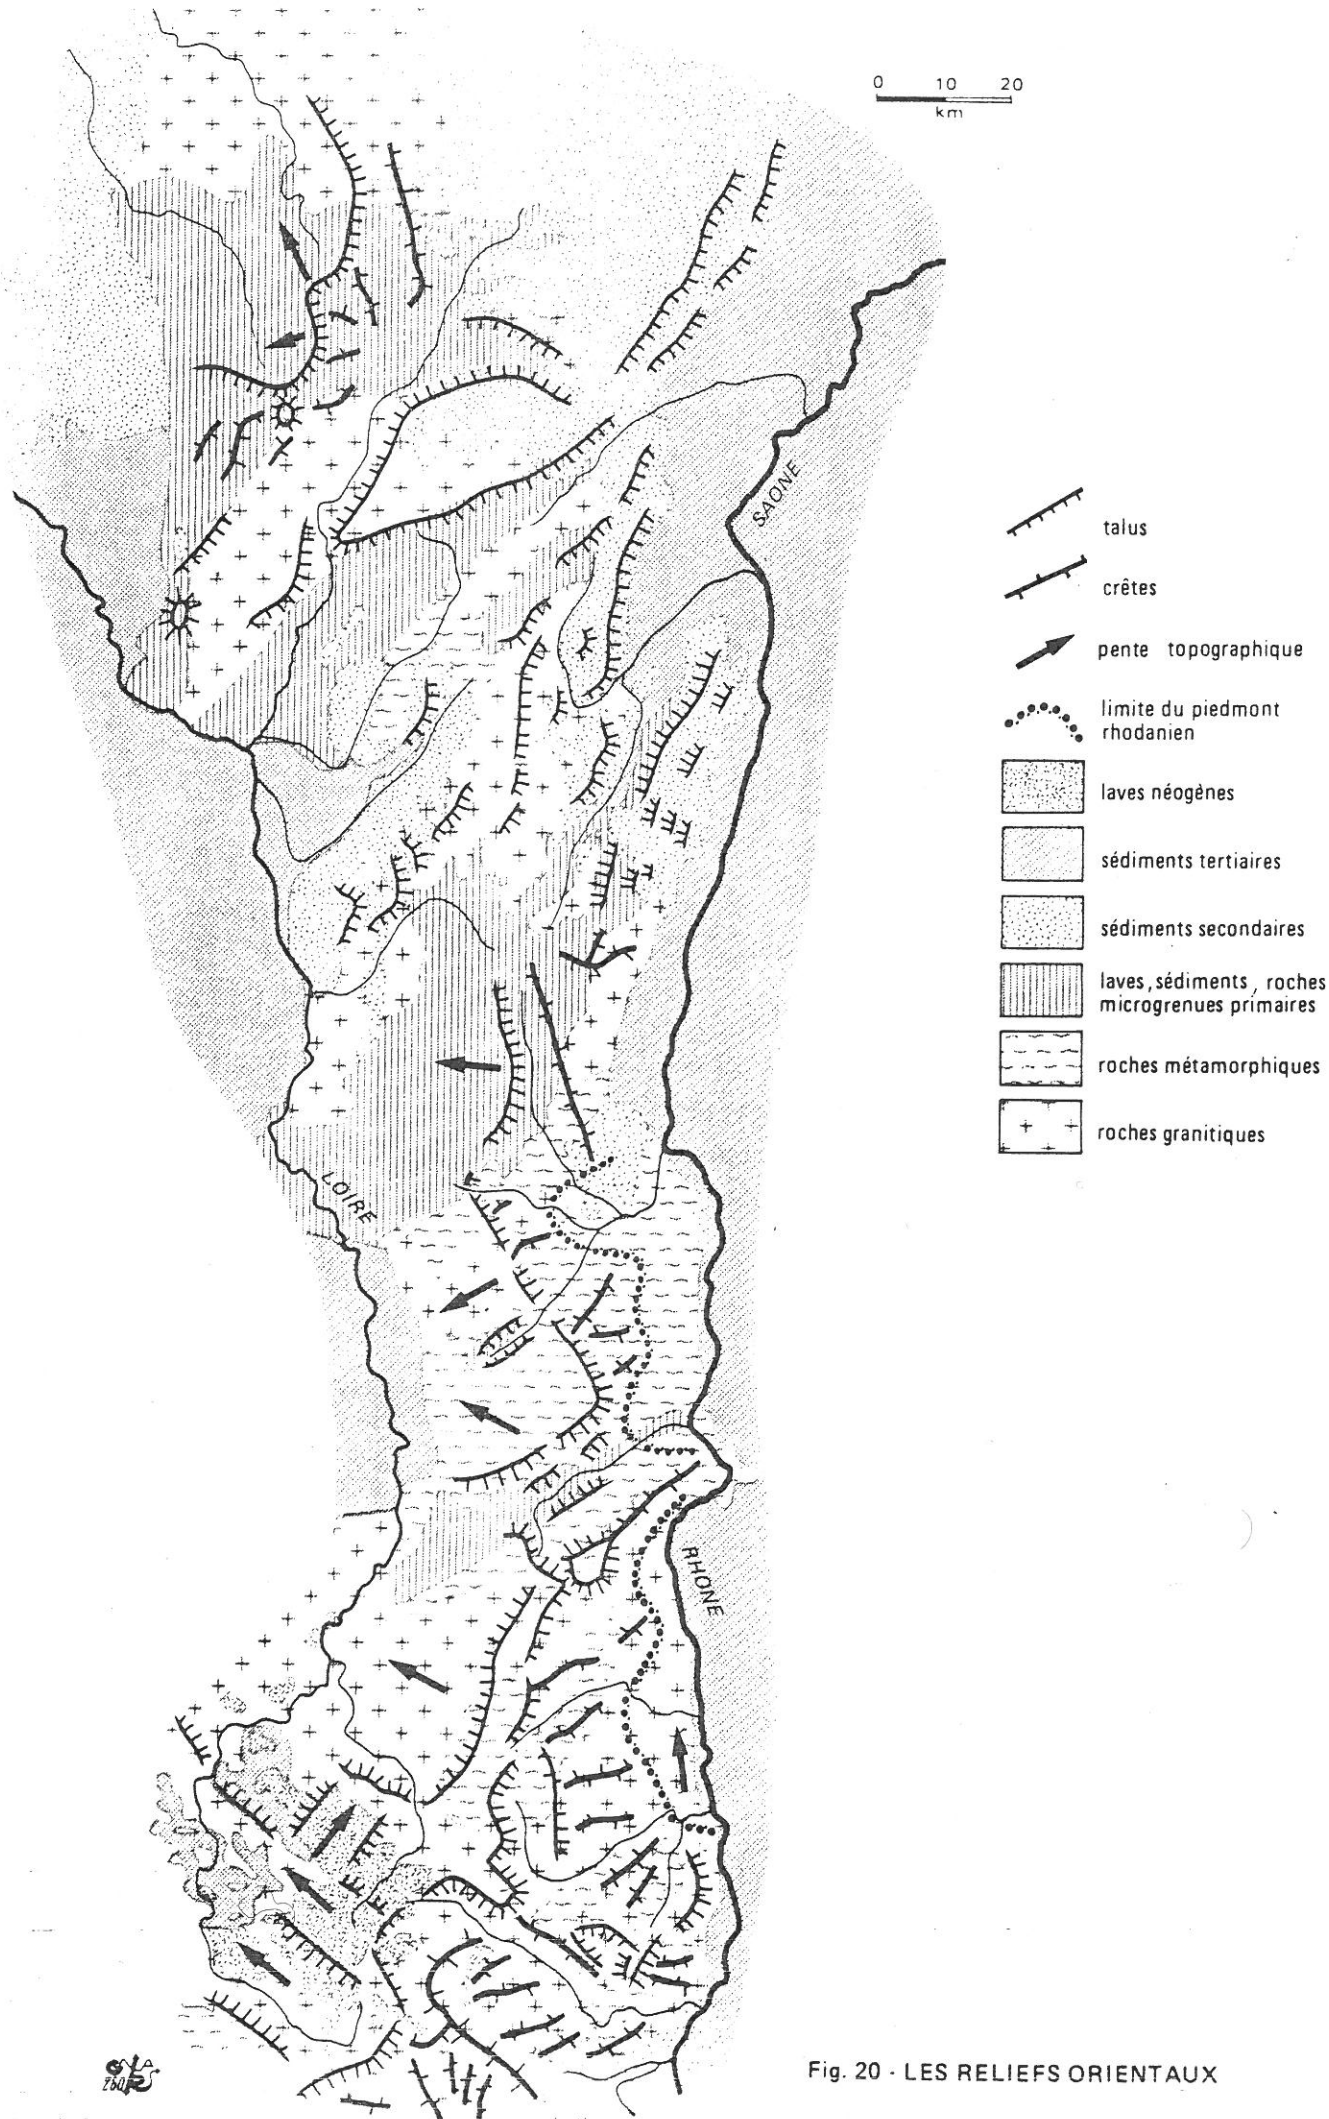 0 10 20
km
SAONE
talus
crêtes
pente topographique
limite du piedmont
rhodanien
laves néogènes
sédiments tertiaires
sédiments secondaires
laves, sédiments, roches
microgrenues primaires
roches métamorphiques
roches granitiques
LOIRE
RHONE
Fig. 20 - LES RELIEFS ORIENTAUX